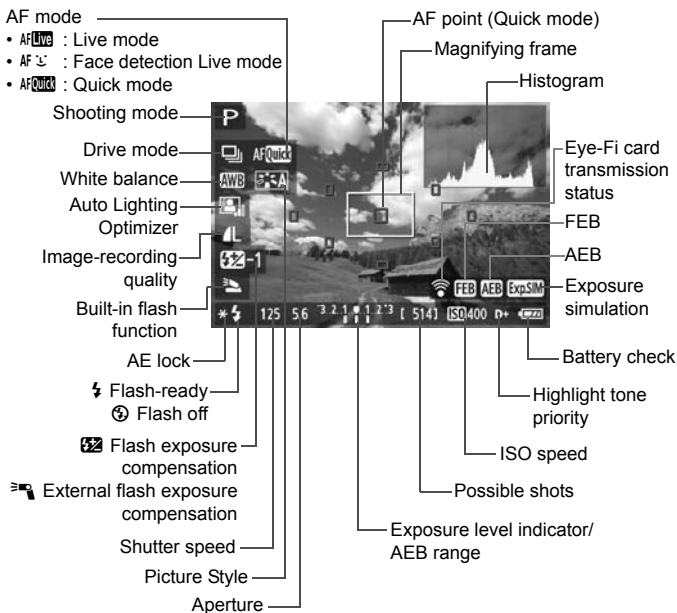 AF mode
• AF Live : Live mode
• AF : Face detection Live mode
• AF Quick : Quick mode
Shooting mode
Drive mode
White balance
Auto Lighting
Optimizer
Image-recording
quality
Built-in flash
function
AE lock
Flash-ready
Flash off
Flash exposure
compensation
External flash exposure
compensation
Shutter speed
Picture Style
Aperture
AF point (Quick mode)
Magnifying frame
Histogram
Eye-Fi card
transmission
status
FEB
AEB
Exposure
simulation
Battery check
Highlight tone
priority
ISO speed
Possible shots
Exposure level indicator/
AEB range
P
AF Quick
AWB
A
L
-1
FEB AEB Exp.SIM
* 125 5.6 -3..2..1..0..1..2.+3 [ 514] ISO 400 D+